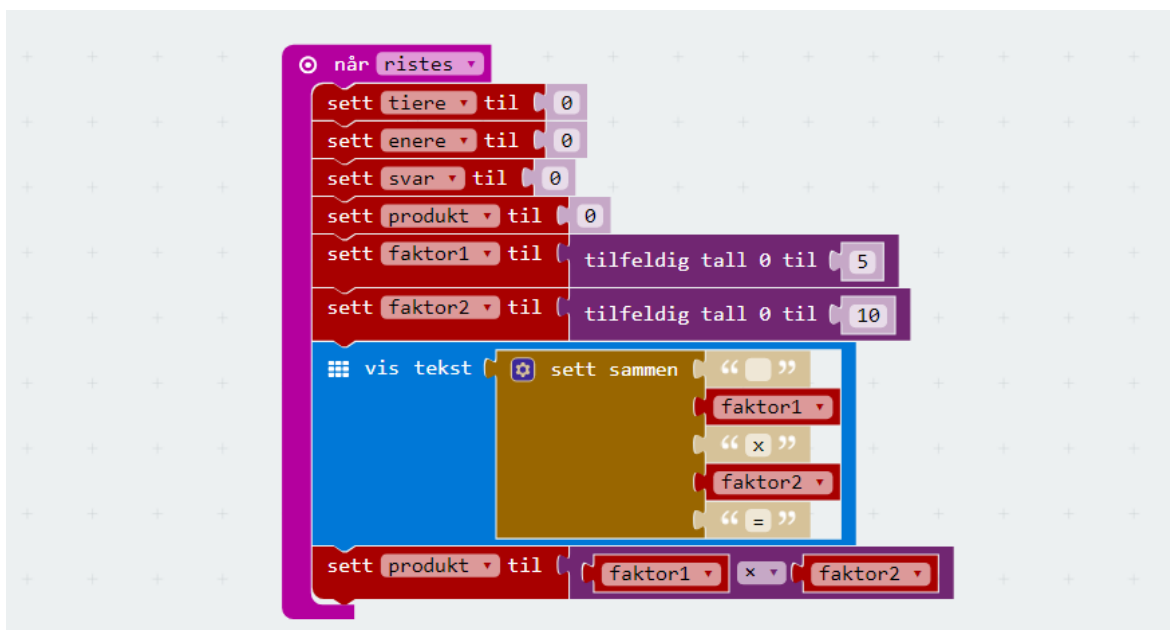 når ristes
sett tiere til 0
sett enere til 0
sett svar til 0
sett produkt til 0
sett faktor1 til tilfeldig tall 0 til 5
sett faktor2 til tilfeldig tall 0 til 10
vis tekst sett sammen “ ”
faktor1
“ x ”
faktor2
“ = ”
sett produkt til faktor1 × faktor2